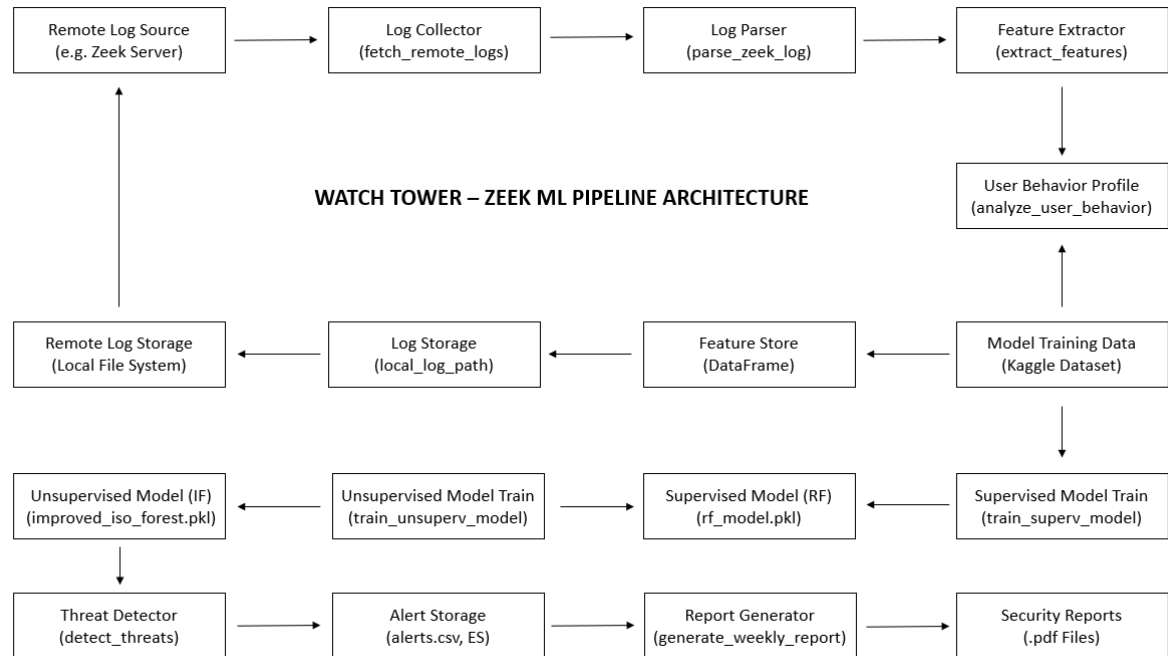 Remote Log Source
(e.g. Zeek Server)
Log Collector
(fetch_remote_logs)
Log Parser
(parse_zeek_log)
Feature Extractor
(extract_features)
WATCH TOWER – ZEEK ML PIPELINE ARCHITECTURE
User Behavior Profile
(analyze_user_behavior)
Remote Log Storage
(Local File System)
Log Storage
(local_log_path)
Feature Store
(DataFrame)
Model Training Data
(Kaggle Dataset)
Unsupervised Model (IF)
(improved_iso_forest.pkl)
Unsupervised Model Train
(train_unsuperv_model)
Supervised Model (RF)
(rf_model.pkl)
Supervised Model Train
(train_superv_model)
Threat Detector
(detect_threats)
Alert Storage
(alerts.csv, ES)
Report Generator
(generate_weekly_report)
Security Reports
(.pdf Files)